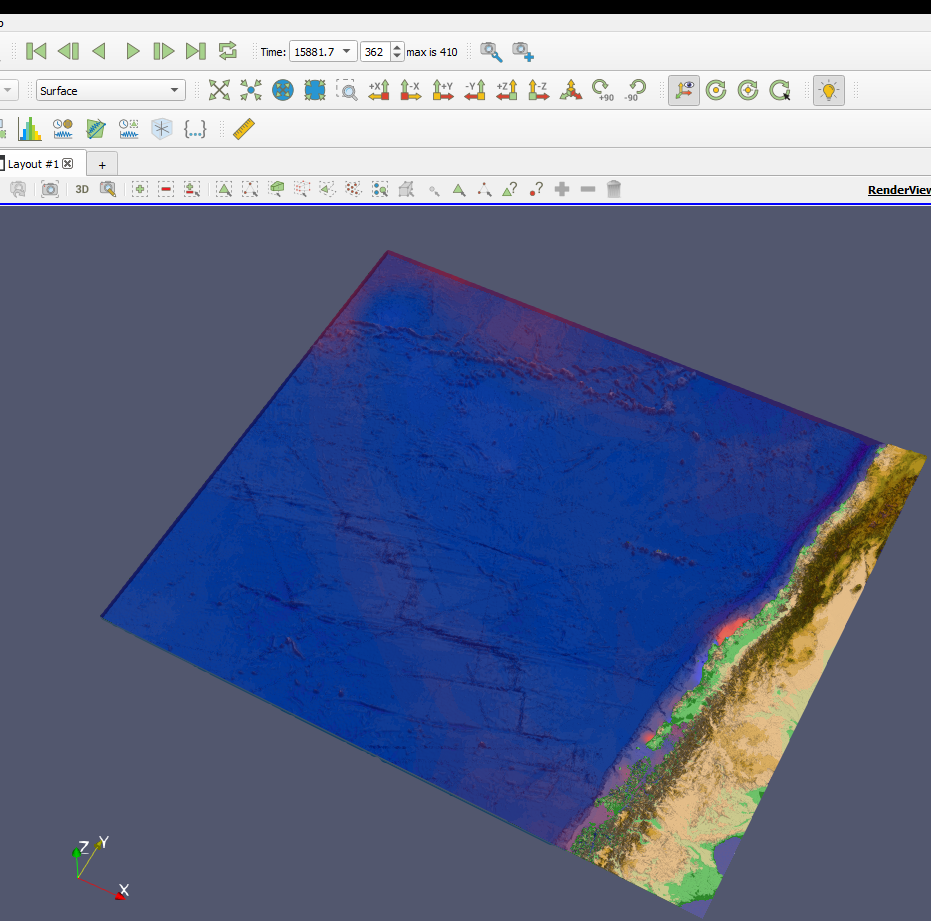 Time: 15881.7 362 max is 410
Surface +X -X +Y -Y +Z -Z +90 -90
{...}
Layout #1 +
3D ? ? RenderView
Z Y
X